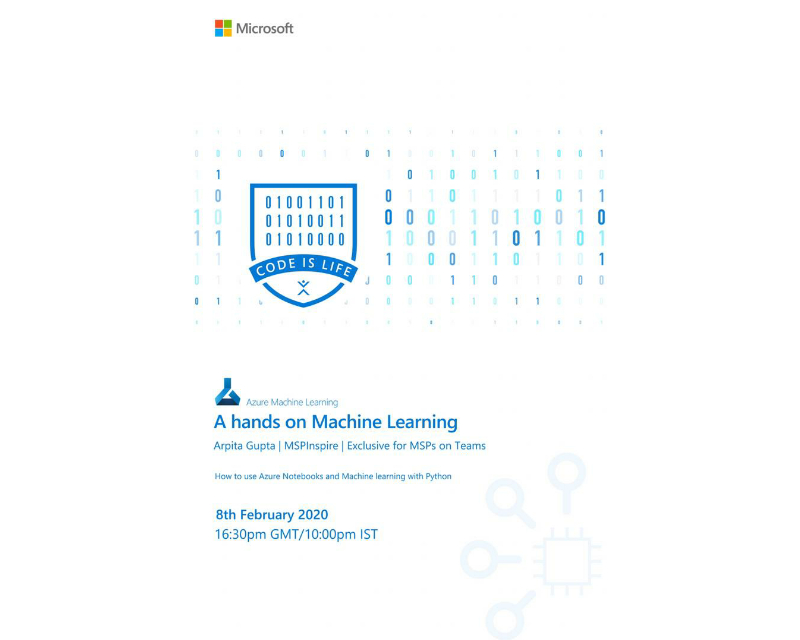 Microsoft
01001101
01010011
01010000
CODE IS LIFE
Azure Machine Learning
A hands on Machine Learning
Arpita Gupta | MSPInspire | Exclusive for MSPs on Teams
How to use Azure Notebooks and Machine learning with Python
8th February 2020
16:30pm GMT/10:00pm IST